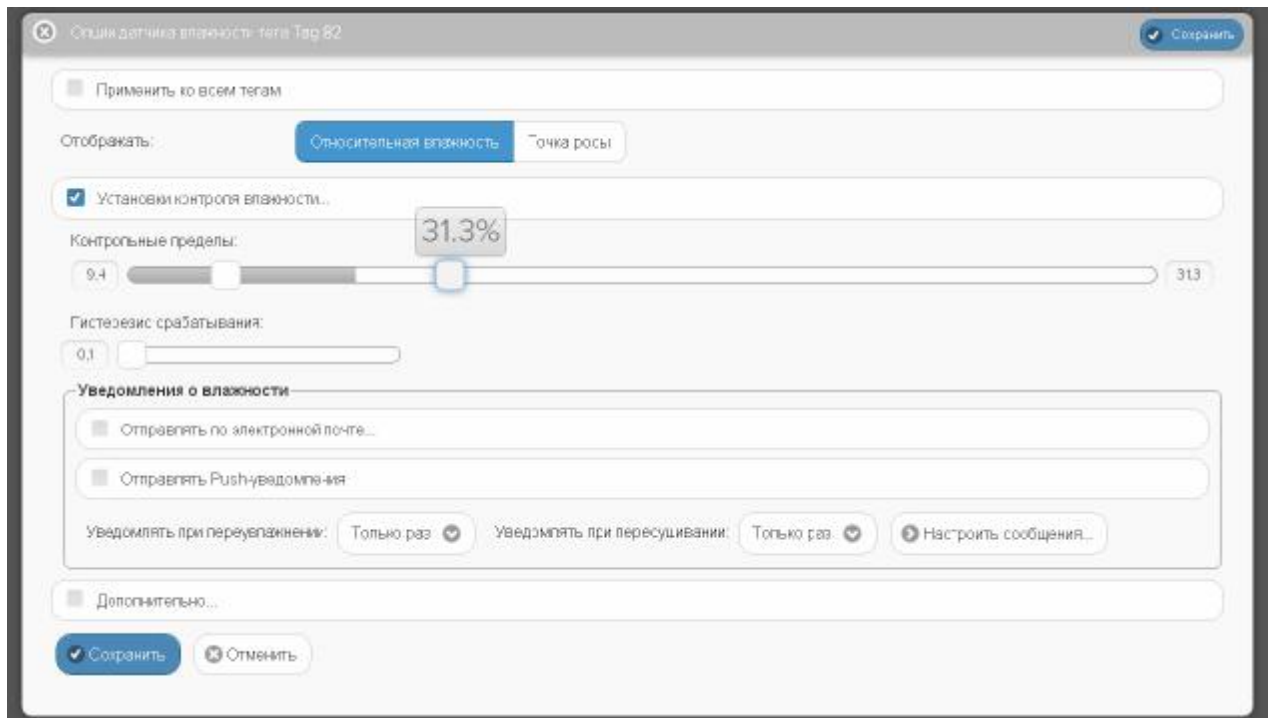 Опции датчика влажности тега Tag 82
Сохранить
Применить ко всем тегам
Отображать: Относительная влажность Точка росы
Установки контроля влажности...
31.3%
Контрольные пределы:
9,4 31,3
Гистерезис срабатывания:
0,1
Уведомления о влажности
Отправлять по электронной почте...
Отправлять Push-уведомления
Уведомлять при переувлажнении: Только раз Уведомлять при пересушивании: Только раз Настроить сообщения...
Дополнительно...
Сохранить Отменить